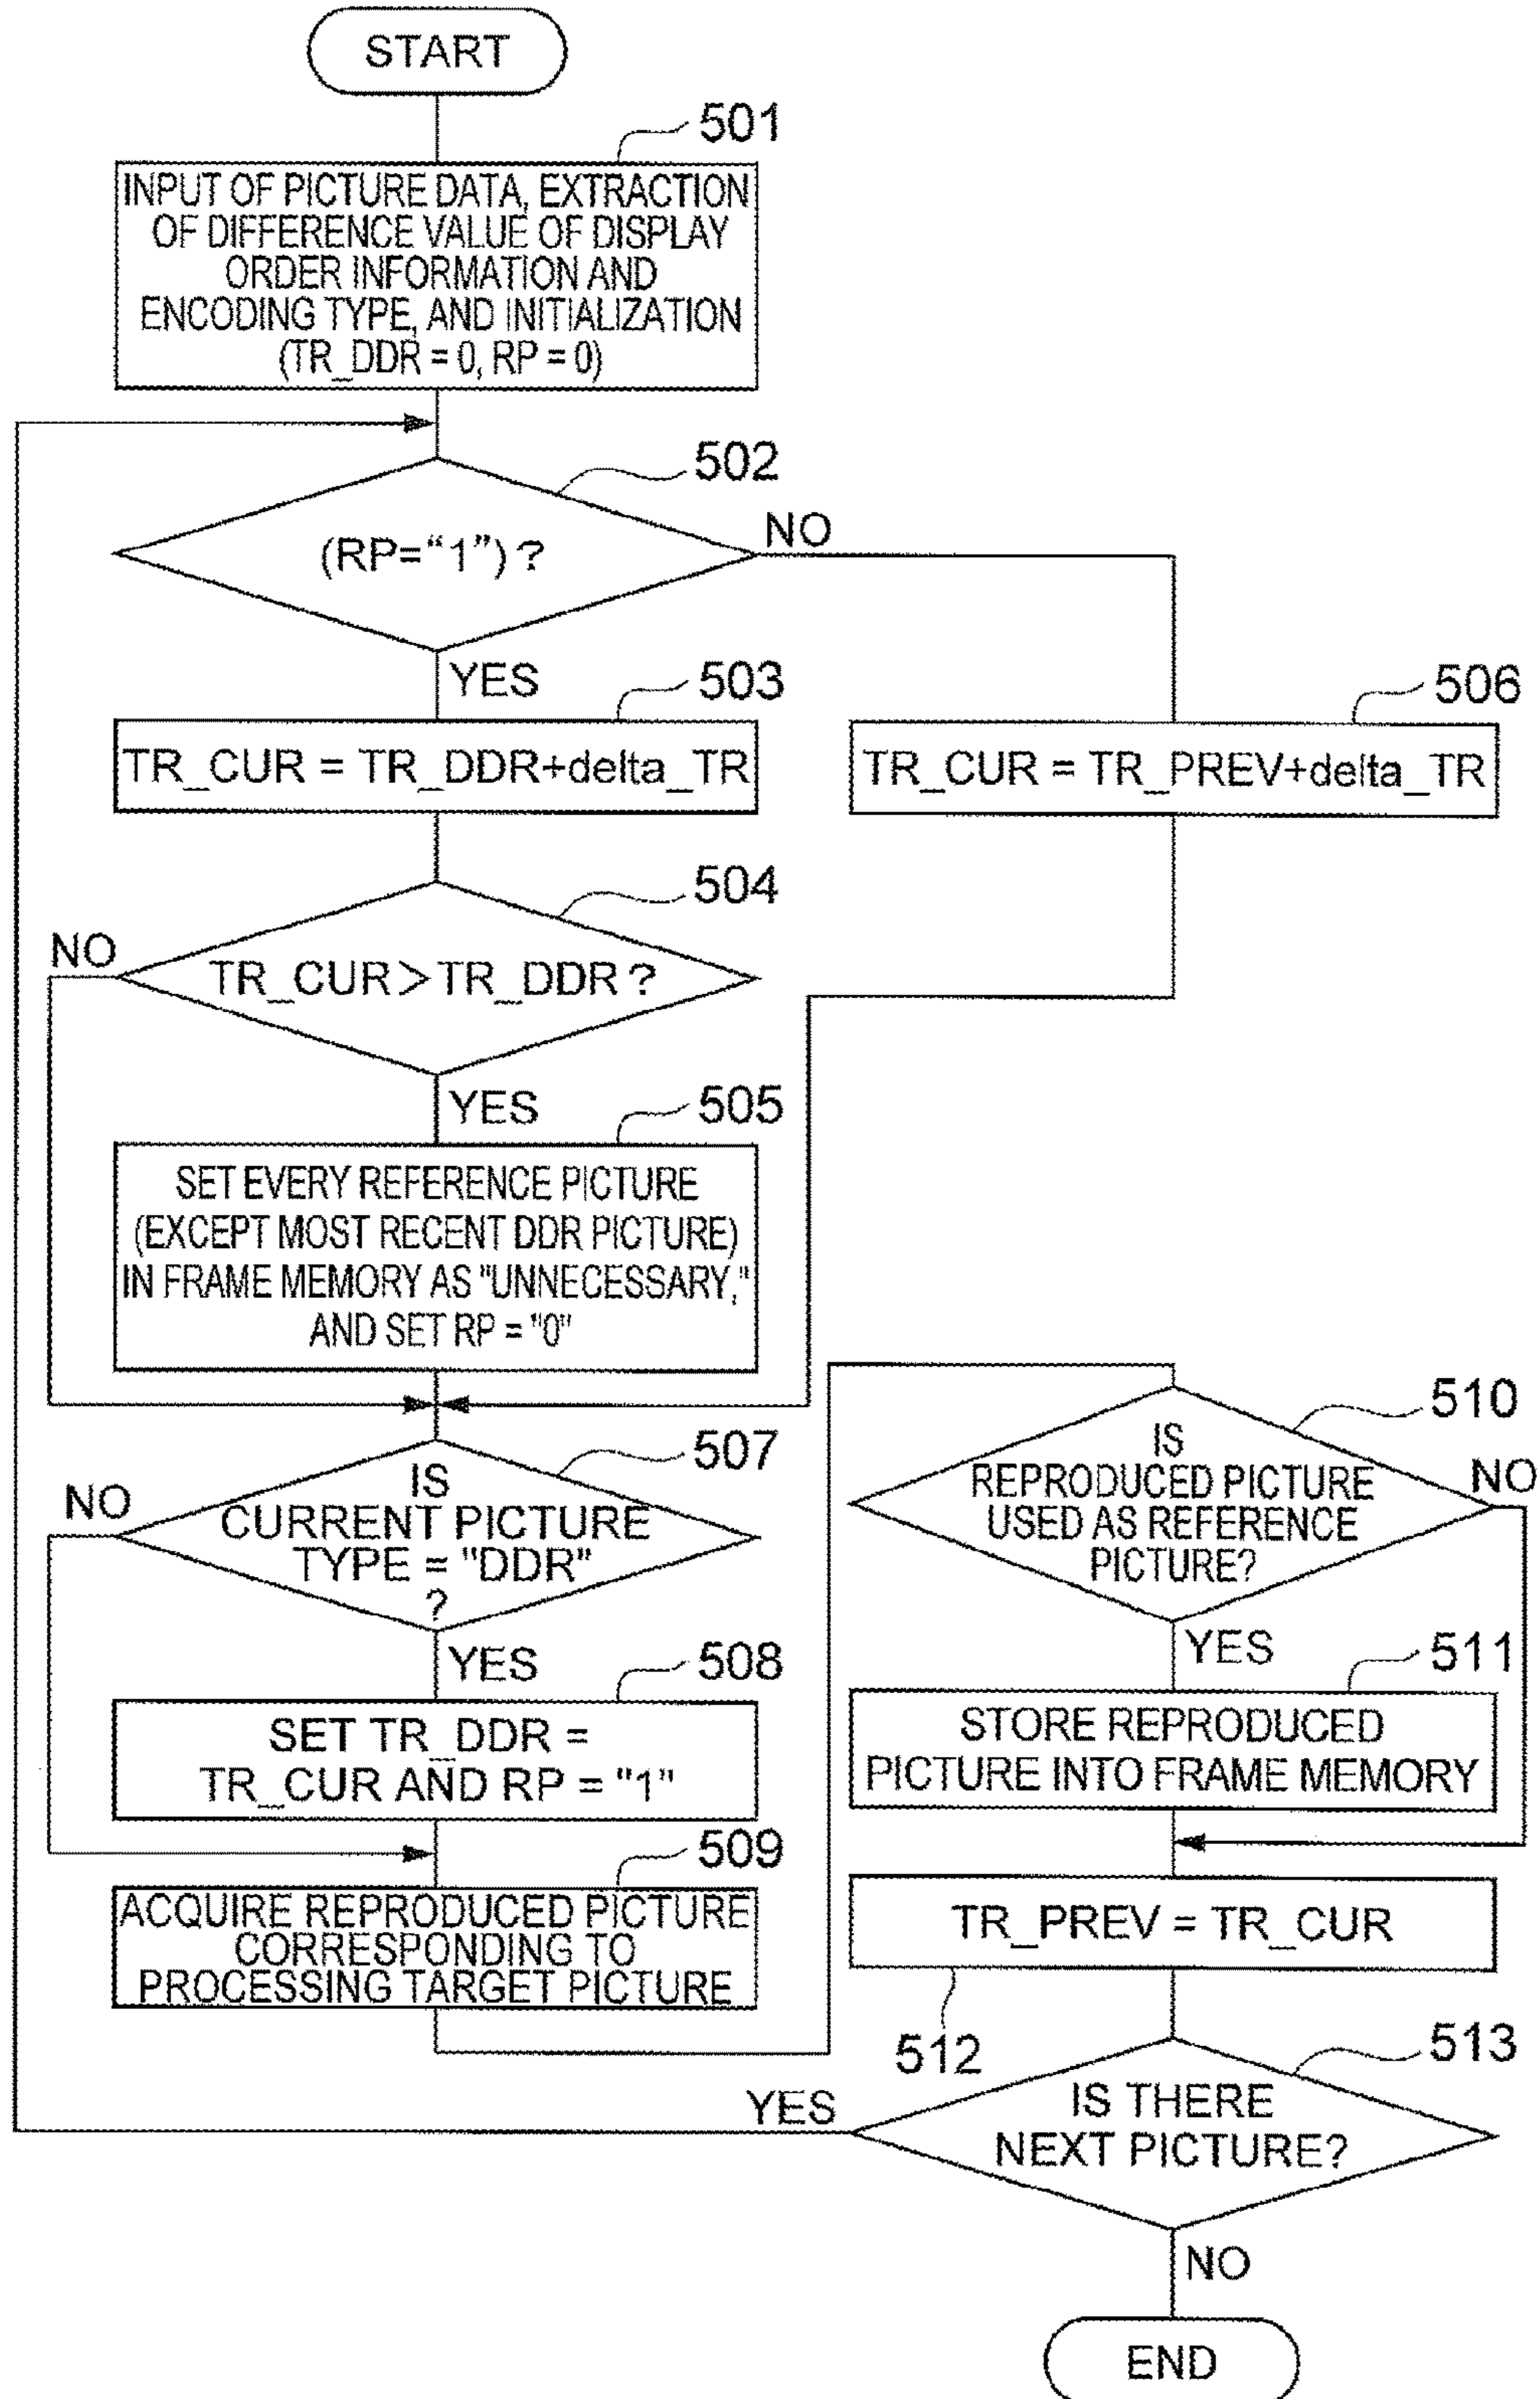 START
501
INPUT OF PICTURE DATA, EXTRACTION
OF DIFFERENCE VALUE OF DISPLAY
ORDER INFORMATION AND
ENCODING TYPE, AND INITIALIZATION
(TR_DDR = 0, RP = 0)
502
(RP="1") ?
NO
YES
503
TR_CUR = TR_DDR+delta_TR
506
TR_CUR = TR_PREV+delta_TR
504
NO
TR_CUR > TR_DDR ?
YES
505
SET EVERY REFERENCE PICTURE
(EXCEPT MOST RECENT DDR PICTURE)
IN FRAME MEMORY AS "UNNECESSARY,"
AND SET RP = "0"
507
NO
IS
CURRENT PICTURE
TYPE = "DDR"
?
YES
508
SET TR_DDR =
TR_CUR AND RP = "1"
509
ACQUIRE REPRODUCED PICTURE
CORRESPONDING TO
PROCESSING TARGET PICTURE
510
IS
REPRODUCED PICTURE
USED AS REFERENCE
PICTURE?
NO
YES
511
STORE REPRODUCED
PICTURE INTO FRAME MEMORY
TR_PREV = TR_CUR
512
513
YES
IS THERE
NEXT PICTURE?
NO
END